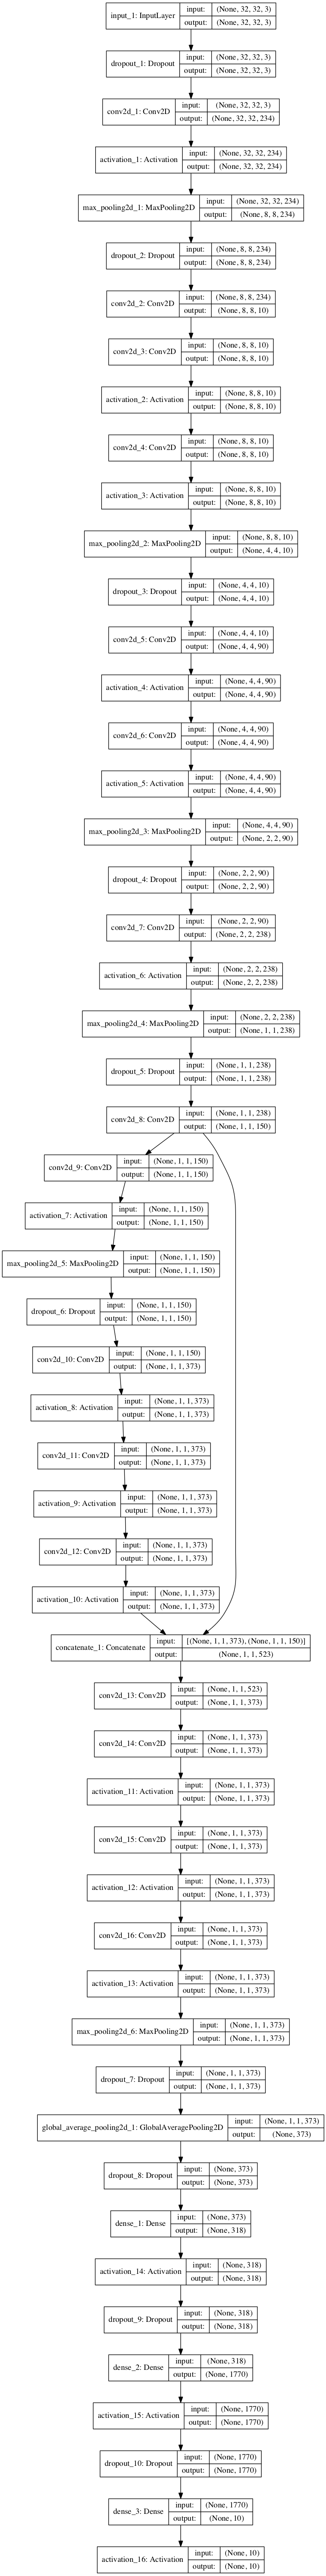 input_1: InputLayer
input: (None, 32, 32, 3)
output: (None, 32, 32, 3)
dropout_1: Dropout
input: (None, 32, 32, 3)
output: (None, 32, 32, 3)
conv2d_1: Conv2D
input: (None, 32, 32, 3)
output: (None, 32, 32, 234)
activation_1: Activation
input: (None, 32, 32, 234)
output: (None, 32, 32, 234)
max_pooling2d_1: MaxPooling2D
input: (None, 32, 32, 234)
output: (None, 8, 8, 234)
dropout_2: Dropout
input: (None, 8, 8, 234)
output: (None, 8, 8, 234)
conv2d_2: Conv2D
input: (None, 8, 8, 234)
output: (None, 8, 8, 10)
conv2d_3: Conv2D
input: (None, 8, 8, 10)
output: (None, 8, 8, 10)
activation_2: Activation
input: (None, 8, 8, 10)
output: (None, 8, 8, 10)
conv2d_4: Conv2D
input: (None, 8, 8, 10)
output: (None, 8, 8, 10)
activation_3: Activation
input: (None, 8, 8, 10)
output: (None, 8, 8, 10)
max_pooling2d_2: MaxPooling2D
input: (None, 8, 8, 10)
output: (None, 4, 4, 10)
dropout_3: Dropout
input: (None, 4, 4, 10)
output: (None, 4, 4, 10)
conv2d_5: Conv2D
input: (None, 4, 4, 10)
output: (None, 4, 4, 90)
activation_4: Activation
input: (None, 4, 4, 90)
output: (None, 4, 4, 90)
conv2d_6: Conv2D
input: (None, 4, 4, 90)
output: (None, 4, 4, 90)
activation_5: Activation
input: (None, 4, 4, 90)
output: (None, 4, 4, 90)
max_pooling2d_3: MaxPooling2D
input: (None, 4, 4, 90)
output: (None, 2, 2, 90)
dropout_4: Dropout
input: (None, 2, 2, 90)
output: (None, 2, 2, 90)
conv2d_7: Conv2D
input: (None, 2, 2, 90)
output: (None, 2, 2, 238)
activation_6: Activation
input: (None, 2, 2, 238)
output: (None, 2, 2, 238)
max_pooling2d_4: MaxPooling2D
input: (None, 2, 2, 238)
output: (None, 1, 1, 238)
dropout_5: Dropout
input: (None, 1, 1, 238)
output: (None, 1, 1, 238)
conv2d_8: Conv2D
input: (None, 1, 1, 238)
output: (None, 1, 1, 150)
conv2d_9: Conv2D
input: (None, 1, 1, 150)
output: (None, 1, 1, 150)
activation_7: Activation
input: (None, 1, 1, 150)
output: (None, 1, 1, 150)
max_pooling2d_5: MaxPooling2D
input: (None, 1, 1, 150)
output: (None, 1, 1, 150)
dropout_6: Dropout
input: (None, 1, 1, 150)
output: (None, 1, 1, 150)
conv2d_10: Conv2D
input: (None, 1, 1, 150)
output: (None, 1, 1, 373)
activation_8: Activation
input: (None, 1, 1, 373)
output: (None, 1, 1, 373)
conv2d_11: Conv2D
input: (None, 1, 1, 373)
output: (None, 1, 1, 373)
activation_9: Activation
input: (None, 1, 1, 373)
output: (None, 1, 1, 373)
conv2d_12: Conv2D
input: (None, 1, 1, 373)
output: (None, 1, 1, 373)
activation_10: Activation
input: (None, 1, 1, 373)
output: (None, 1, 1, 373)
concatenate_1: Concatenate
input: [(None, 1, 1, 373), (None, 1, 1, 150)]
output: (None, 1, 1, 523)
conv2d_13: Conv2D
input: (None, 1, 1, 523)
output: (None, 1, 1, 373)
conv2d_14: Conv2D
input: (None, 1, 1, 373)
output: (None, 1, 1, 373)
activation_11: Activation
input: (None, 1, 1, 373)
output: (None, 1, 1, 373)
conv2d_15: Conv2D
input: (None, 1, 1, 373)
output: (None, 1, 1, 373)
activation_12: Activation
input: (None, 1, 1, 373)
output: (None, 1, 1, 373)
conv2d_16: Conv2D
input: (None, 1, 1, 373)
output: (None, 1, 1, 373)
activation_13: Activation
input: (None, 1, 1, 373)
output: (None, 1, 1, 373)
max_pooling2d_6: MaxPooling2D
input: (None, 1, 1, 373)
output: (None, 1, 1, 373)
dropout_7: Dropout
input: (None, 1, 1, 373)
output: (None, 1, 1, 373)
global_average_pooling2d_1: GlobalAveragePooling2D
input: (None, 1, 1, 373)
output: (None, 373)
dropout_8: Dropout
input: (None, 373)
output: (None, 373)
dense_1: Dense
input: (None, 373)
output: (None, 318)
activation_14: Activation
input: (None, 318)
output: (None, 318)
dropout_9: Dropout
input: (None, 318)
output: (None, 318)
dense_2: Dense
input: (None, 318)
output: (None, 1770)
activation_15: Activation
input: (None, 1770)
output: (None, 1770)
dropout_10: Dropout
input: (None, 1770)
output: (None, 1770)
dense_3: Dense
input: (None, 1770)
output: (None, 10)
activation_16: Activation
input: (None, 10)
output: (None, 10)